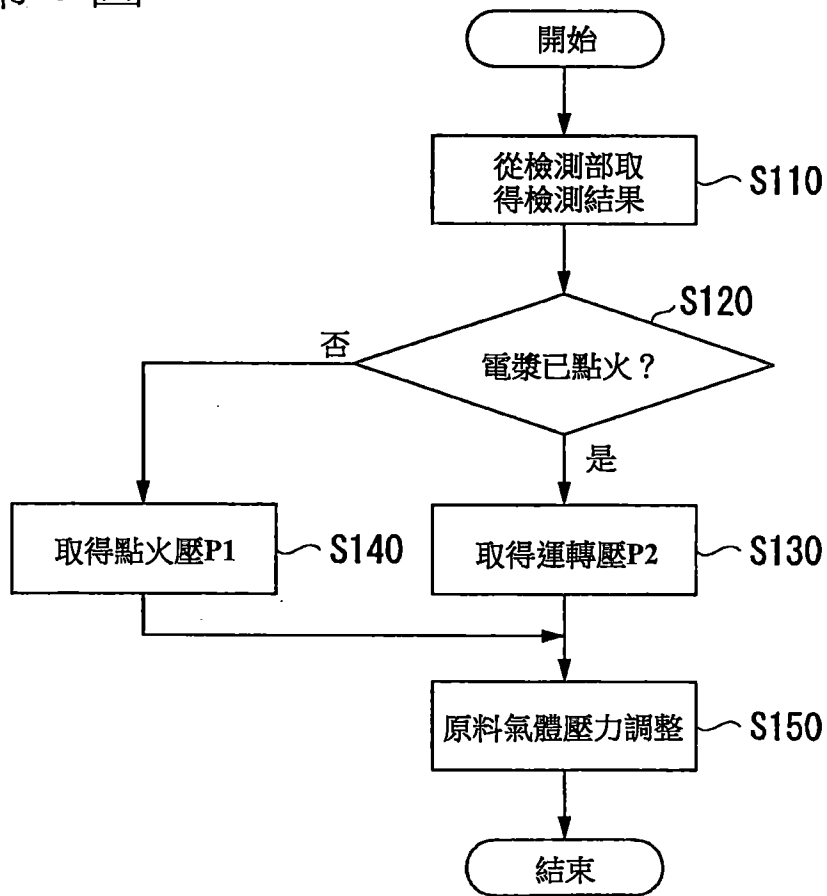 圖
開始
從檢測部取
得檢測結果
S110
S120
電漿已點火？
否
是
取得點火壓P1
S140
取得運轉壓P2
S130
原料氣體壓力調整
S150
結束